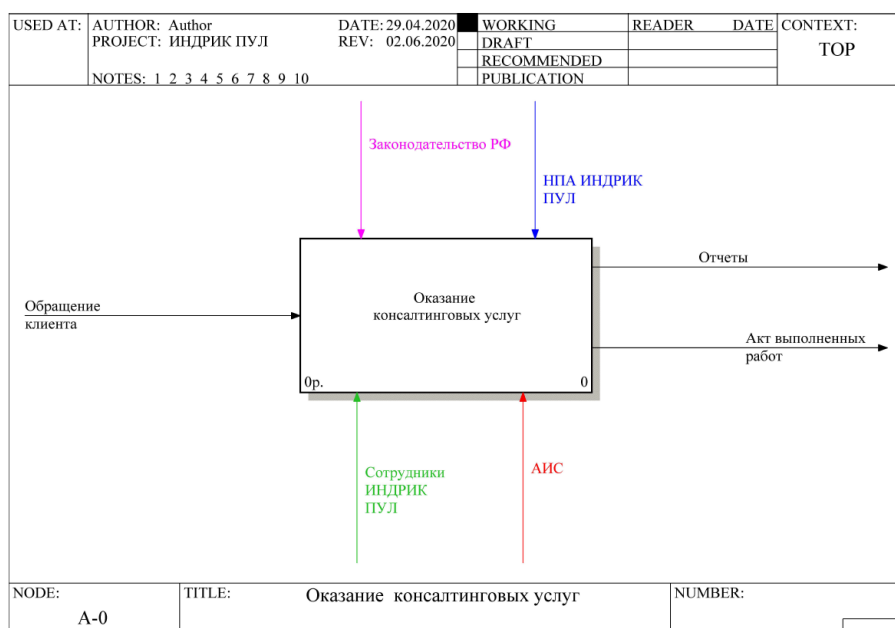 USED AT:
AUTHOR: Author
DATE: 29.04.2020
PROJECT: ИНДРИК ПУЛ
REV: 02.06.2020
NOTES: 1 2 3 4 5 6 7 8 9 10
WORKING
DRAFT
RECOMMENDED
PUBLICATION
READER DATE
CONTEXT:
TOP
Законодательство РФ
НПА ИНДРИК
ПУЛ
Обращение
клиента
Оказание
консалтинговых услуг
0р.
0
Отчеты
Акт выполненных
работ
Сотрудники
ИНДРИК
ПУЛ
АИС
NODE:
A-0
TITLE:
Оказание консалтинговых услуг
NUMBER: